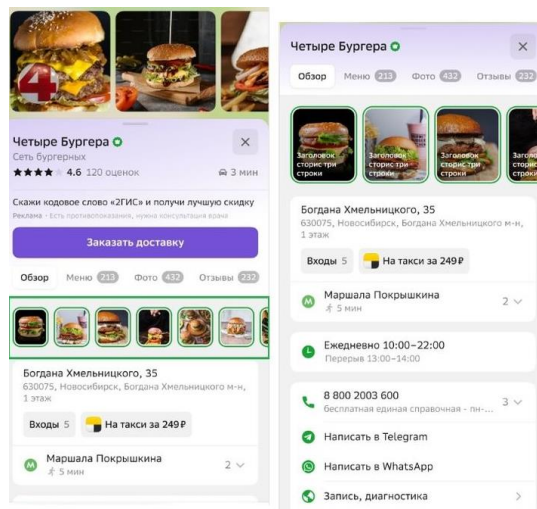 4
Четыре Бургера
Сеть бургерных
4.6 120 оценок
3 мин
Скажи кодовое слово «2ГИС» и получи лучшую скидку
Реклама • Есть противопоказания, нужна консультация врача
Заказать доставку
Обзор Меню 213 Фото 432 Отзывы 232
Богдана Хмельницкого, 35
630075, Новосибирск, Богдана Хмельницкого м-н,
1 этаж
Входы 5 На такси за 249 ₽
М Маршала Покрышкина 2
5 мин
Четыре Бургера
Обзор Меню 213 Фото 432 Отзывы 232
Заголовок
сторис три
строки
Заголовок
сторис три
строки
Заголовок
сторис три
строки
Заголо
сторис
строки
Богдана Хмельницкого, 35
630075, Новосибирск, Богдана Хмельницкого м-н,
1 этаж
Входы 5 На такси за 249 ₽
М Маршала Покрышкина 2
5 мин
Ежедневно 10:00–22:00
Перерыв 13:00–14:00
8 800 2003 600 3
бесплатная единая справочная - пн-...
Написать в Telegram
Написать в WhatsApp
Запись, диагностика